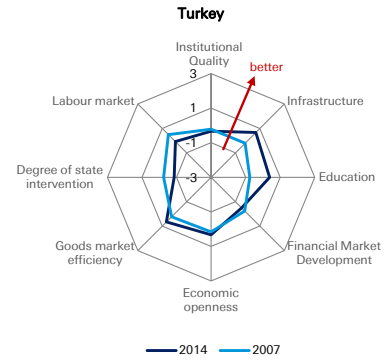 Turkey
Institutional
Quality
3
better
Labour market
1
Infrastructure
-1
Degree of state
intervention
-3
Education
Goods market
efficiency
Financial Market
Development
Economic
openness
2014
2007